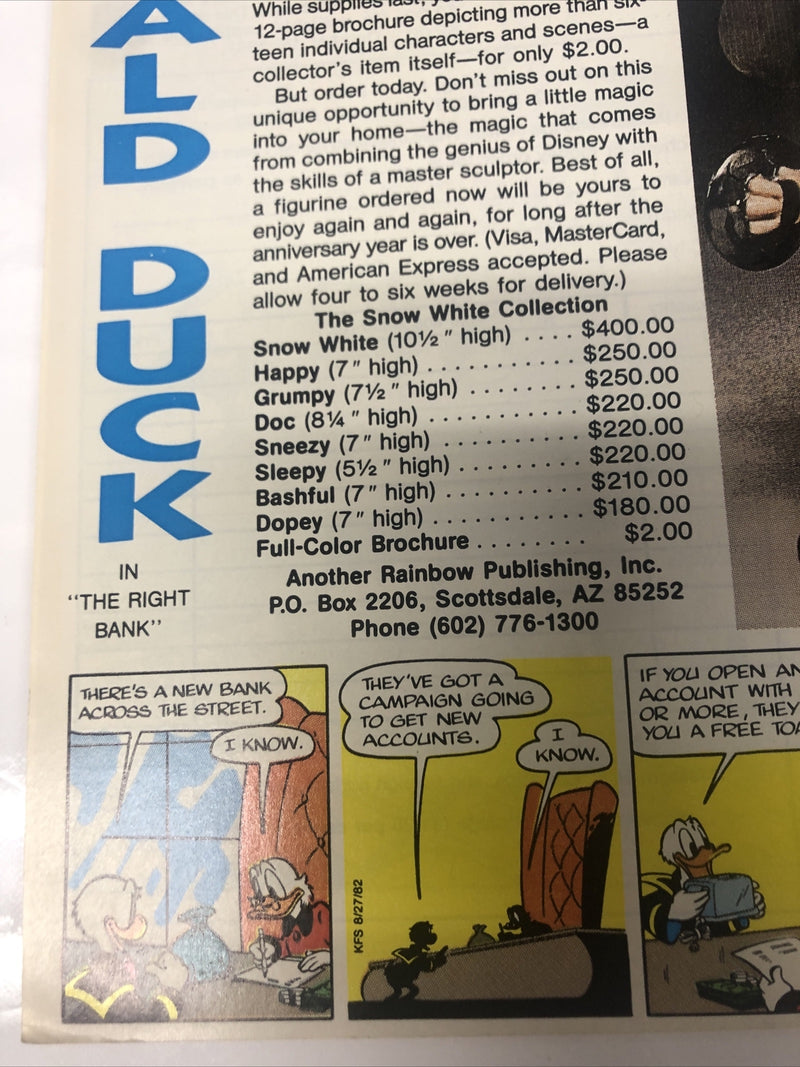 ALD
DUCK
IN
"THE RIGHT
BANK"
While supplies last,
12-page brochure depicting more than six-
teen individual characters and scenes—a
collector's item itself—for only $2.00.
But order today. Don't miss out on this
unique opportunity to bring a little magic
into your home—the magic that comes
from combining the genius of Disney with
the skills of a master sculptor. Best of all,
a figurine ordered now will be yours to
enjoy again and again, for long after the
anniversary year is over. (Visa, MasterCard,
and American Express accepted. Please
allow four to six weeks for delivery.)
The Snow White Collection
Snow White (10½ " high) .... $400.00
Happy (7 " high) ........... $250.00
Grumpy (7½ " high) ........ $250.00
Doc (8¼ " high) ........... $220.00
Sneezy (7 " high) .......... $220.00
Sleepy (5½ " high) ......... $220.00
Bashful (7 " high) .......... $210.00
Dopey (7 " high) ........... $180.00
Full-Color Brochure ........ $2.00
Another Rainbow Publishing, Inc.
P.O. Box 2206, Scottsdale, AZ 85252
Phone (602) 776-1300
THERE'S A NEW BANK
ACROSS THE STREET.
I KNOW.
THEY'VE GOT A
CAMPAIGN GOING
TO GET NEW
ACCOUNTS.
I
KNOW.
KFS 8/27/82
IF YOU OPEN AN
ACCOUNT WITH
OR MORE, THEY
YOU A FREE